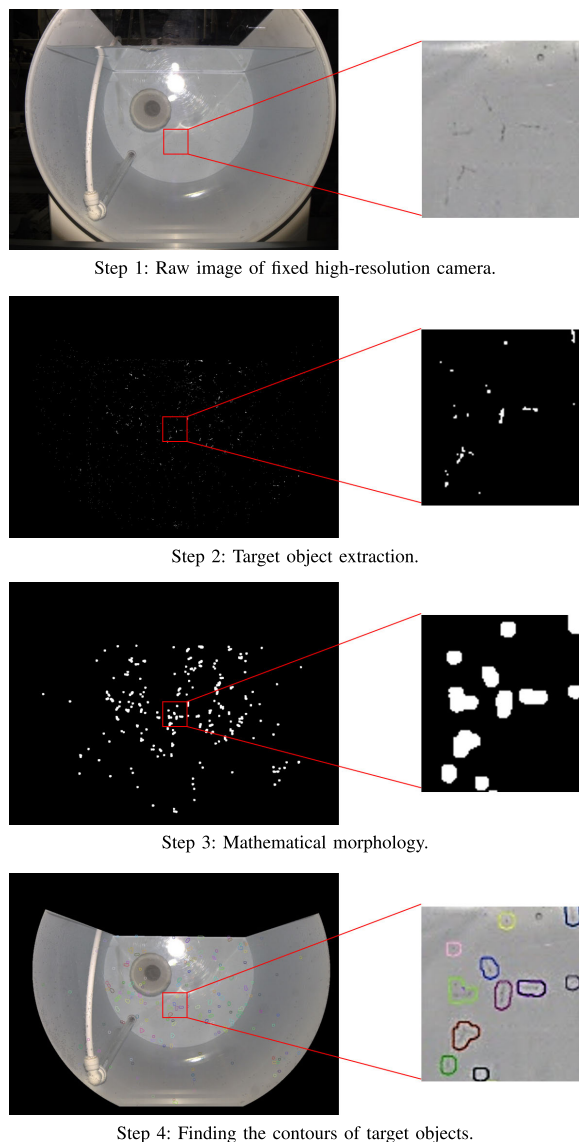 Step 1: Raw image of fixed high-resolution camera.
Step 2: Target object extraction.
Step 3: Mathematical morphology.
Step 4: Finding the contours of target objects.